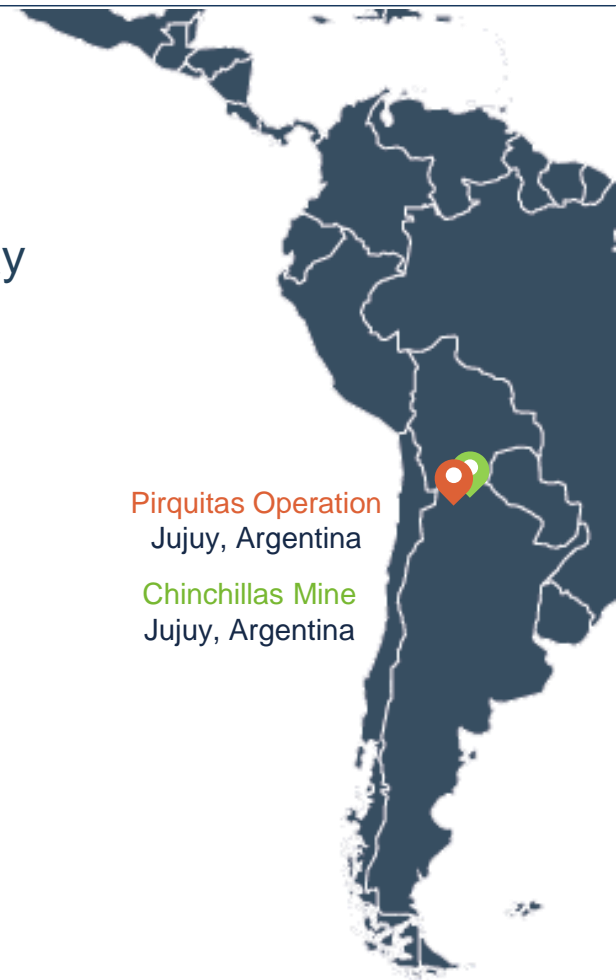 y
Pirquitas Operation
Jujuy, Argentina
Chinchillas Mine
Jujuy, Argentina